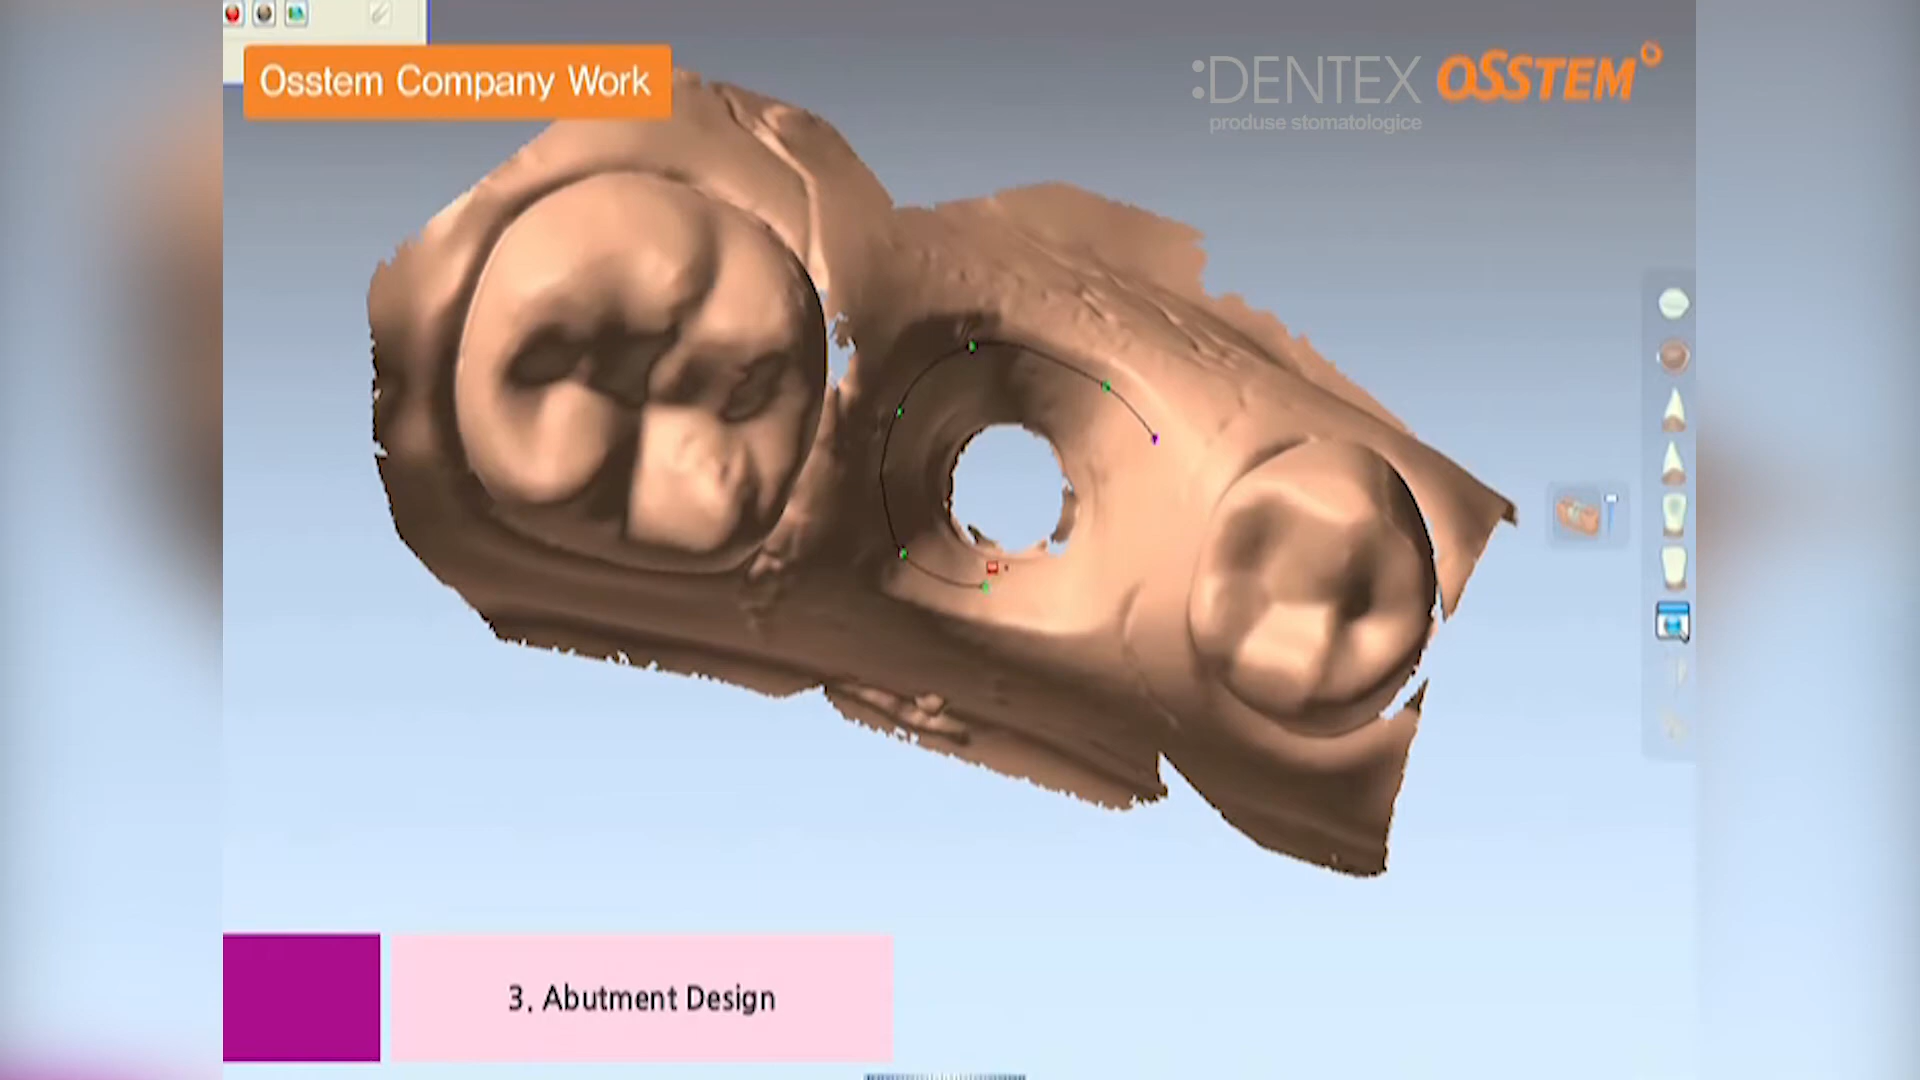 Osstem Company Work
:DENTEX OSSTEM
produse stomatologice
3. Abutment Design